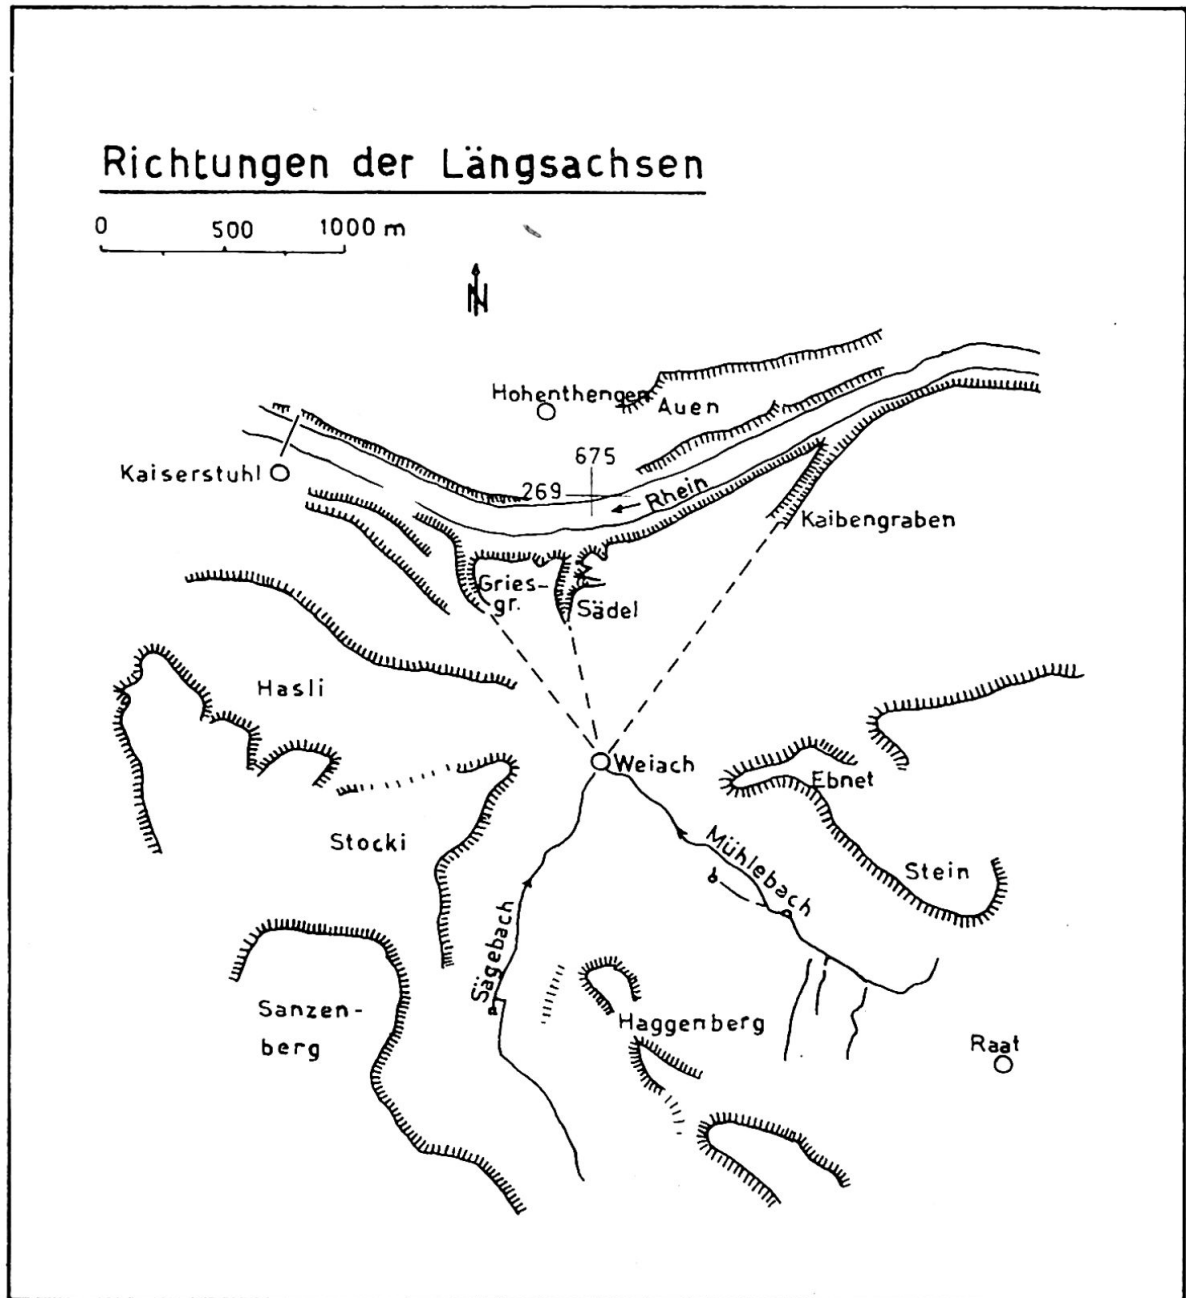 Richtungen der Längsachsen
0 500 1000 m
N
Hohenthengen
Auen
Kaiserstuhl
675
269
Rhein
Kaibengraben
Gries-
gr.
Sädel
Hasli
Weiach
Ebnet
Stocki
Mühlebach
Stein
Sägebach
Sanzen-
berg
Haggenberg
Raat